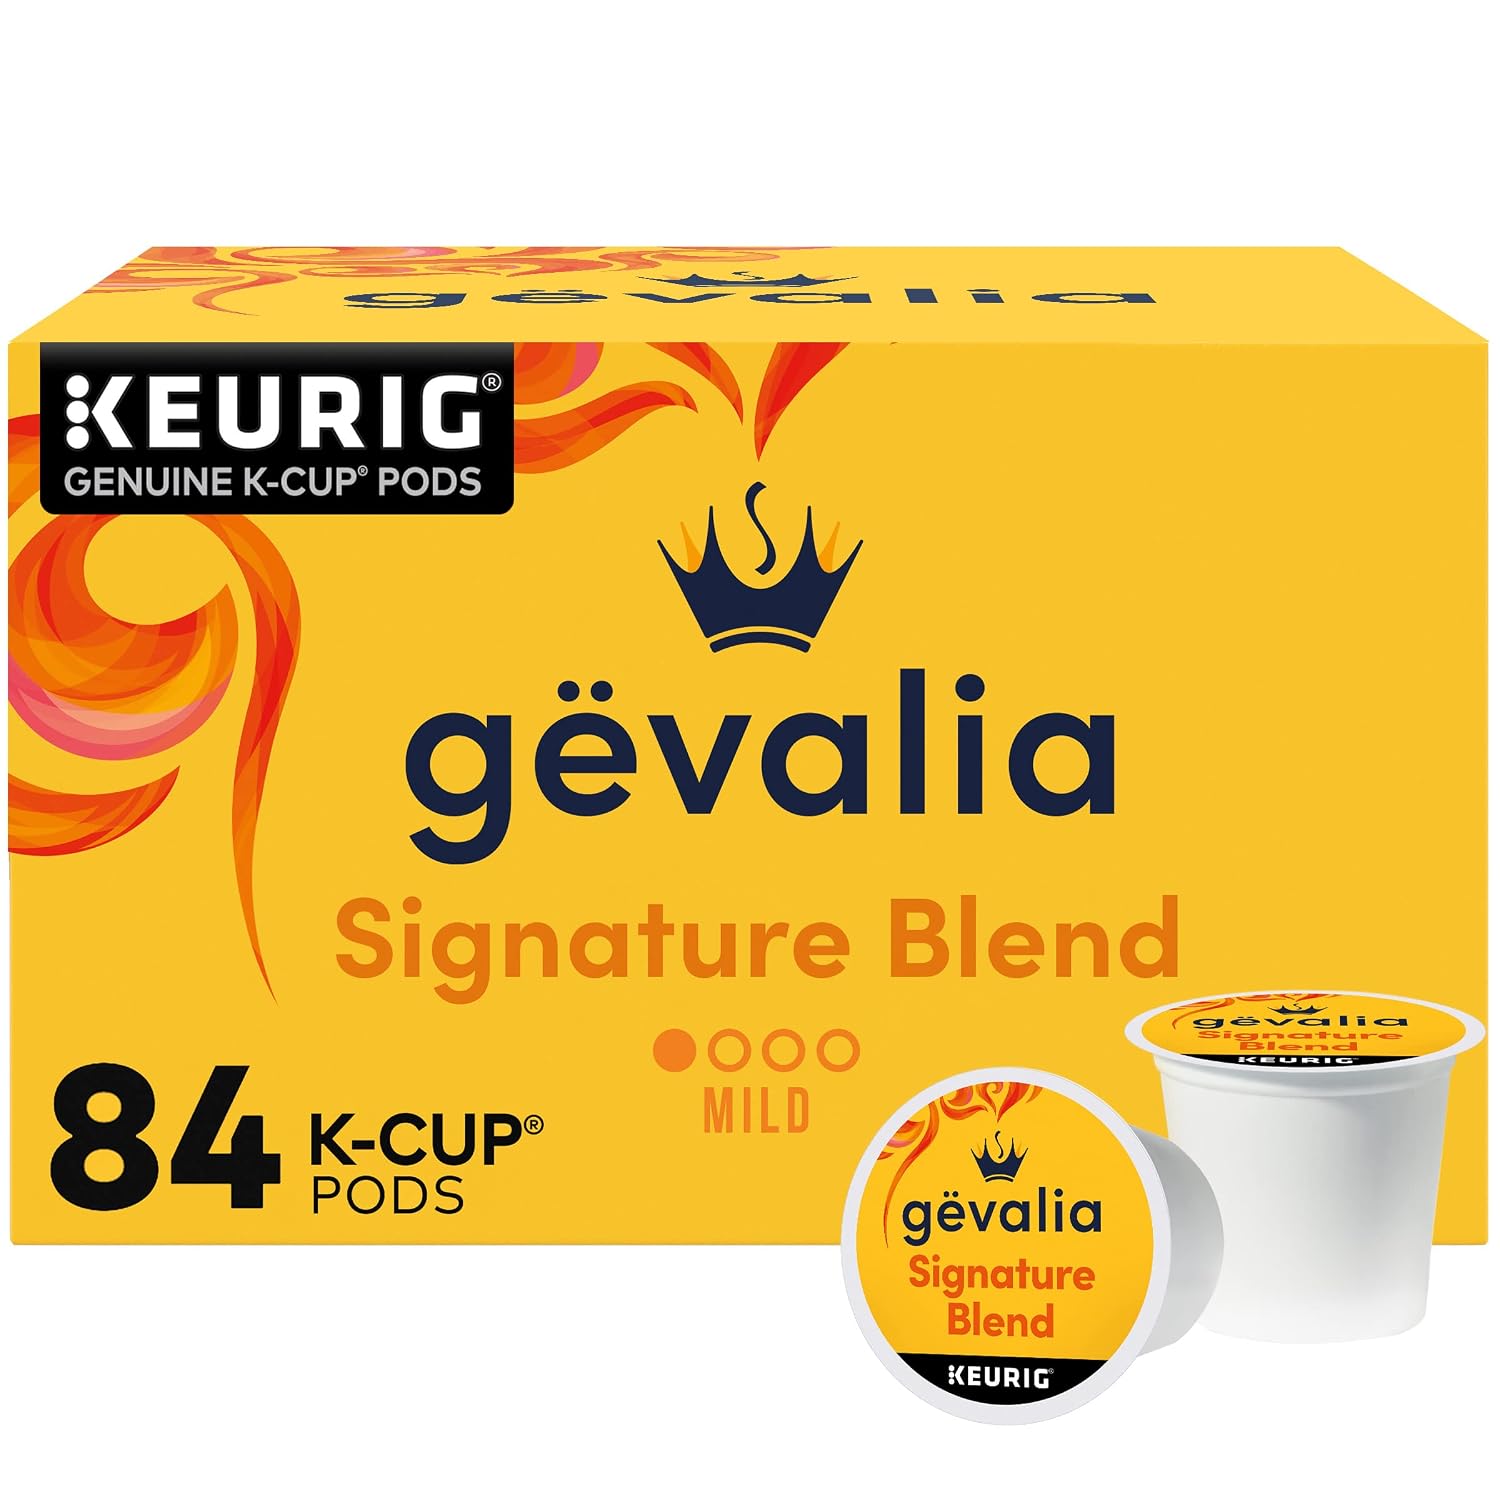 gëvalia
KEURIG®
GENUINE K-CUP® PODS
gëvalia
Signature Blend
MILD
84 K-CUP®
PODS
gëvalia
Signature
Blend
KEURIG®
gëvalia
Signature
Blend
KEURIG